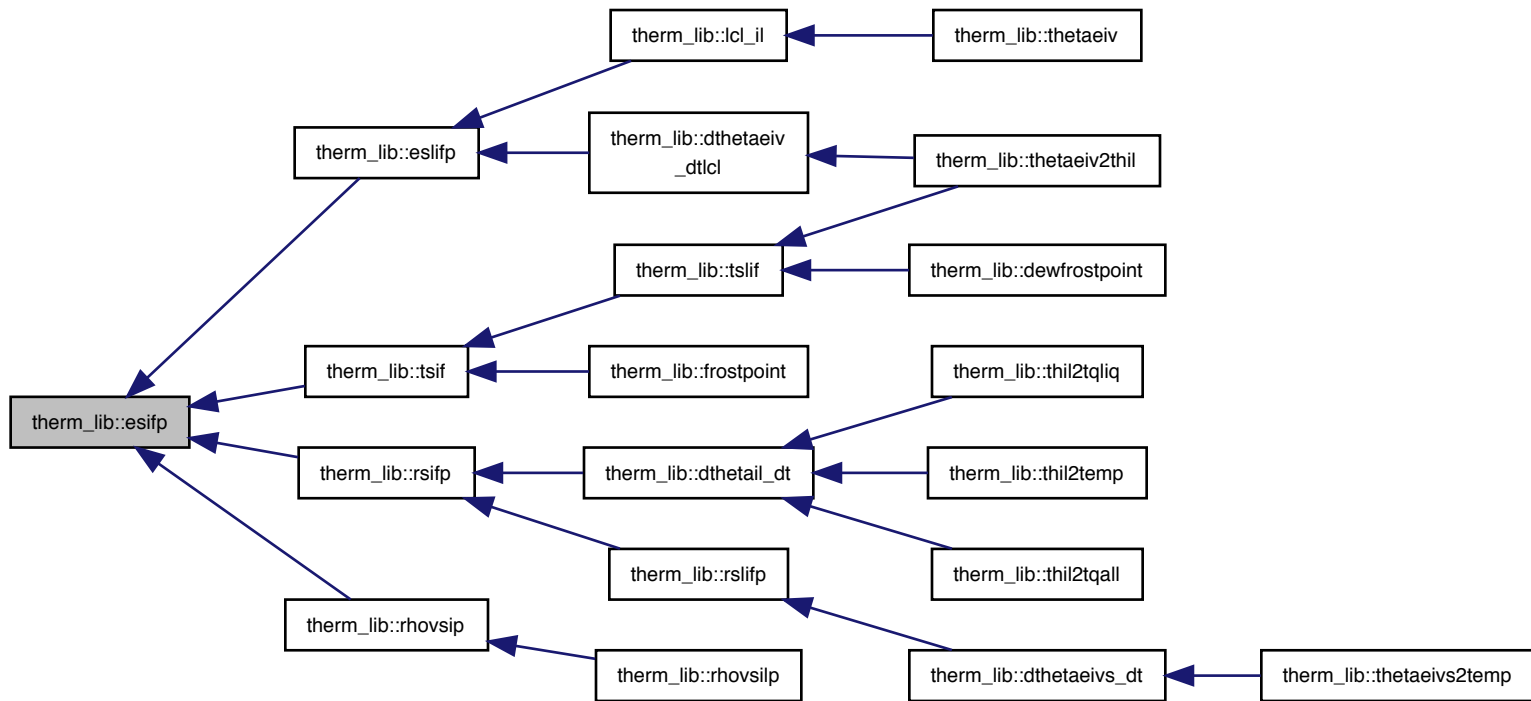 therm_lib::lcl_il
therm_lib::thetaeiv
therm_lib::eslifp
therm_lib::dthetaeiv
_dtlcl
therm_lib::thetaeiv2thil
therm_lib::tslif
therm_lib::dewfrostpoint
therm_lib::tsif
therm_lib::frostpoint
therm_lib::thil2tqliq
therm_lib::esifp
therm_lib::rsifp
therm_lib::dthetail_dt
therm_lib::thil2temp
therm_lib::rslifp
therm_lib::thil2tqall
therm_lib::rhovsip
therm_lib::rhovsilp
therm_lib::dthetaeivs_dt
therm_lib::thetaeivs2temp